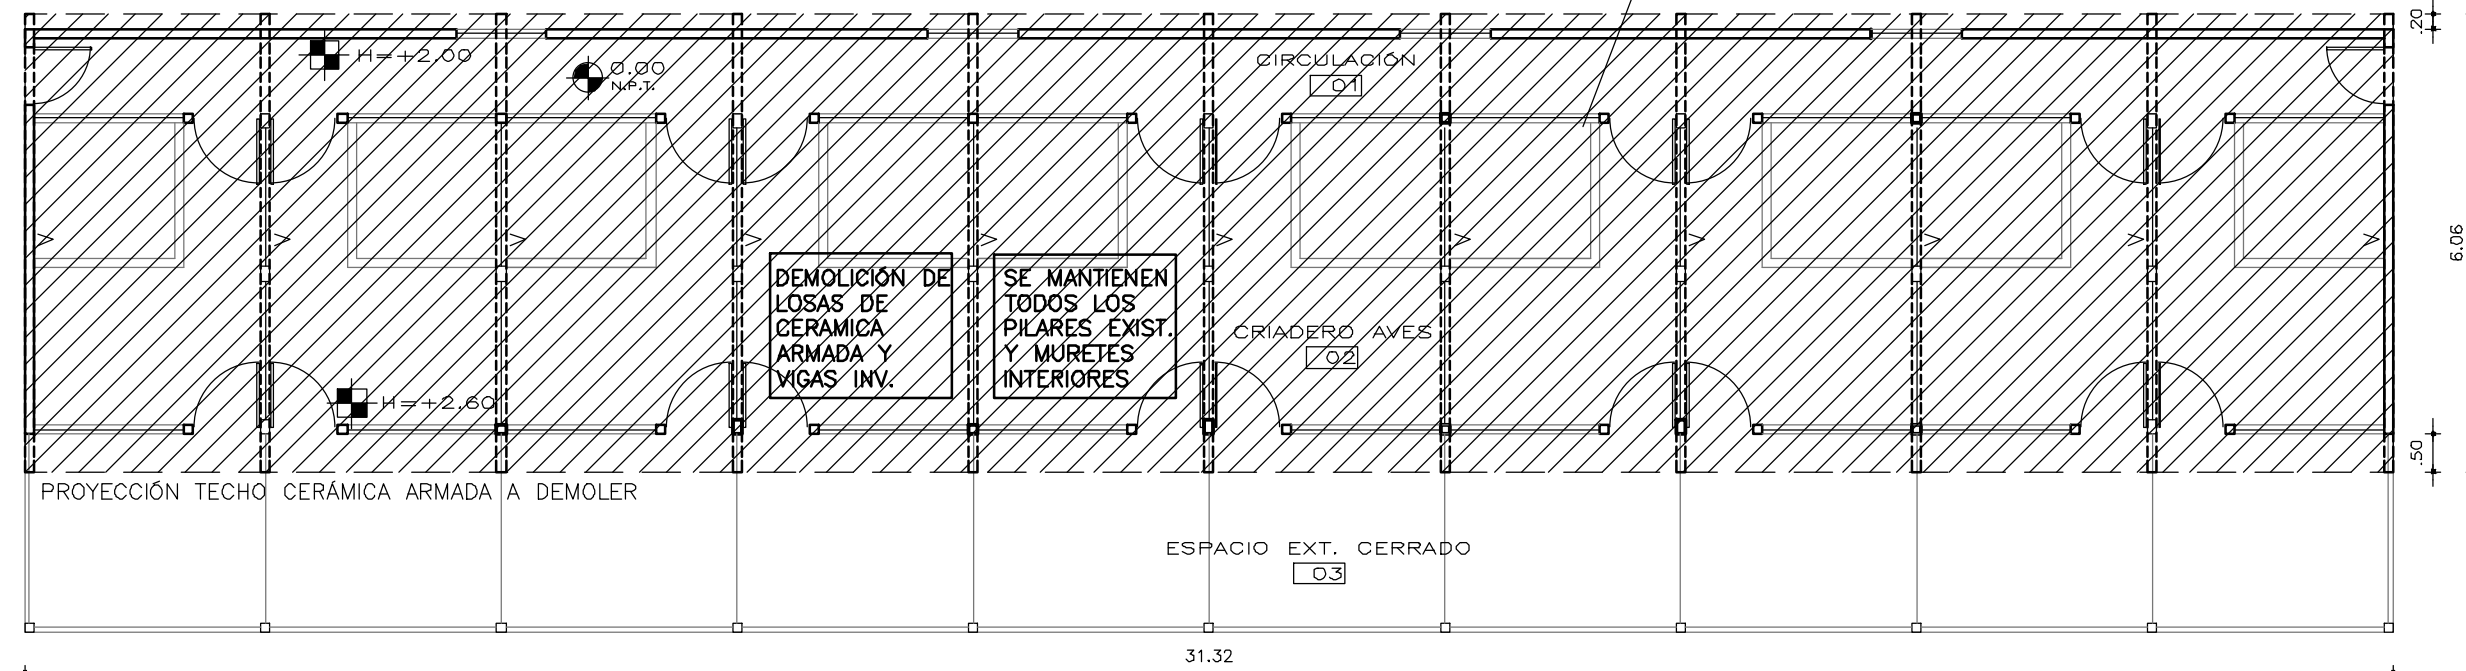 .20
H=+2.00
0.00
N.P.T.
CIRCULACIÓN
01
6.06
DEMOLICIÓN DE
LOSAS DE
CERAMICA
ARMADA Y
VIGAS INV.
SE MANTIENEN
TODOS LOS
PILARES EXIST.
Y MURETES
INTERIORES
CRIADERO AVES
02
H=+2.60
.50
PROYECCIÓN TECHO CERÁMICA ARMADA A DEMOLER
ESPACIO EXT. CERRADO
03
31.32